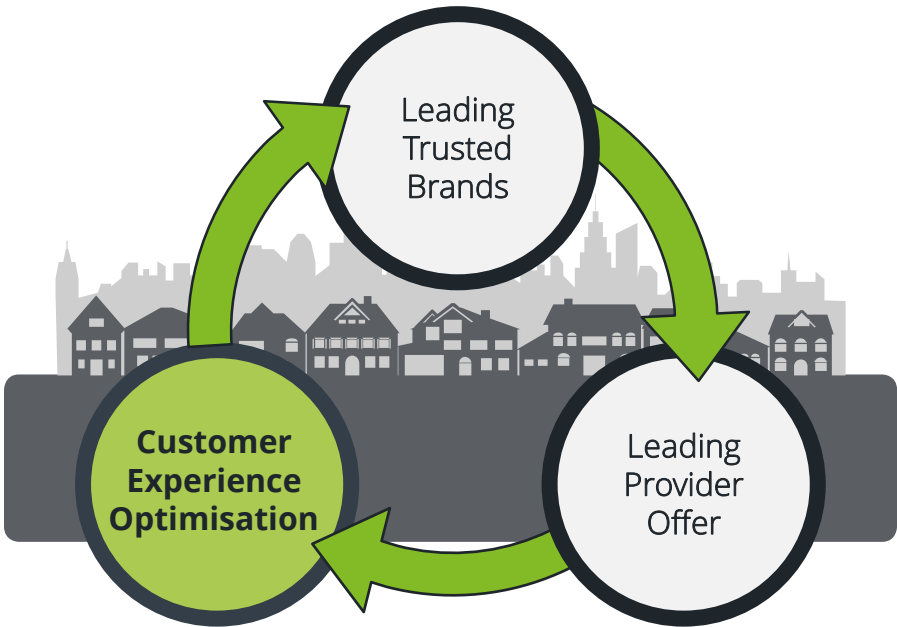 Leading
Trusted
Brands
Customer
Experience
Optimisation
Leading
Provider
Offer